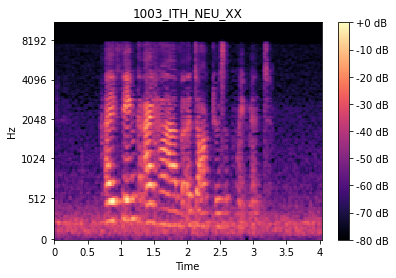 1003_ITH_NEU_XX
+0 dB
8192
-10 dB
4096
-20 dB
-30 dB
2048
Hz
-40 dB
1024
-50 dB
512
-60 dB
-70 dB
0
-80 dB
0 0.5 1 1.5 2 2.5 3 3.5 4
Time